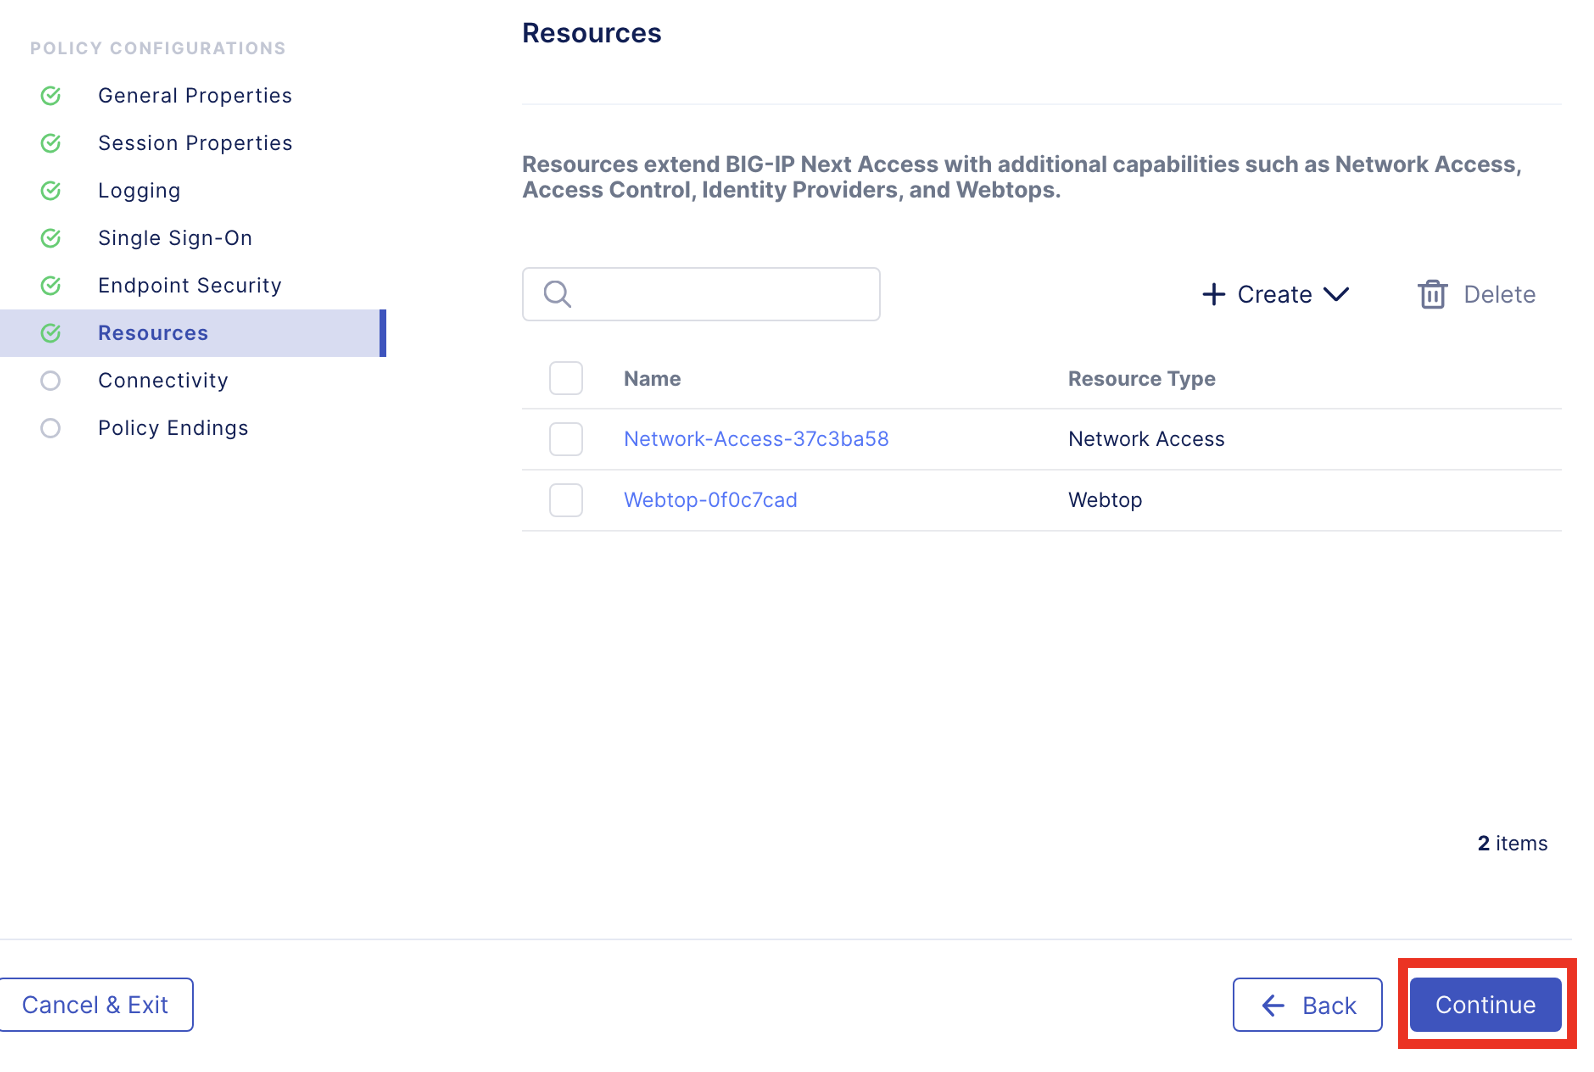 POLICY CONFIGURATIONS
General Properties
Session Properties
Logging
Single Sign-On
Endpoint Security
Resources
Connectivity
Policy Endings
Resources
Resources extend BIG-IP Next Access with additional capabilities such as Network Access,
Access Control, Identity Providers, and Webtops.
Create
Delete
Name Resource Type
Network-Access-37c3ba58 Network Access
Webtop-0f0c7cad Webtop
2 items
Cancel & Exit
Back
Continue